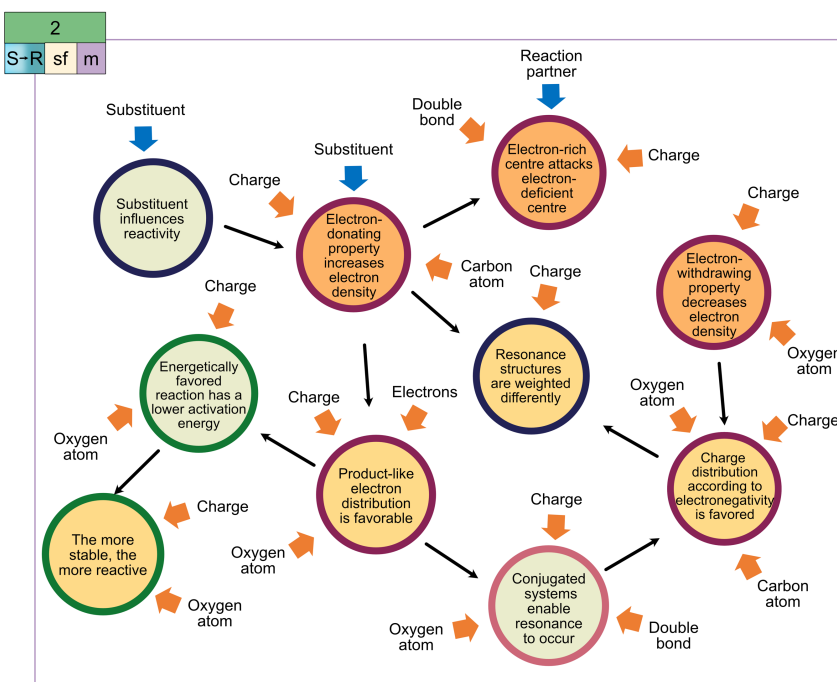 2
S→R sf m
Reaction
partner
Substituent
Double
bond
Electron-rich
centre attacks
electron-
deficient
centre
Charge
Substituent
Substituent
influences
reactivity
Charge
Electron-
donating
property
increases
electron
density
Carbon
atom
Charge
Electron-
withdrawing
property
decreases
electron
density
Oxygen
atom
Charge
Resonance
structures
are weighted
differently
Charge
Energetically
favored
reaction has a
lower activation
energy
Oxygen
atom
Charge
Electrons
Product-like
electron
distribution
is favorable
Oxygen
atom
Oxygen
atom
Charge
Charge
distribution
according to
electronegativity
is favored
Carbon
atom
The more
stable, the
more reactive
Charge
Oxygen
atom
Charge
Conjugated
systems
enable
resonance
to occur
Oxygen
atom
Double
bond